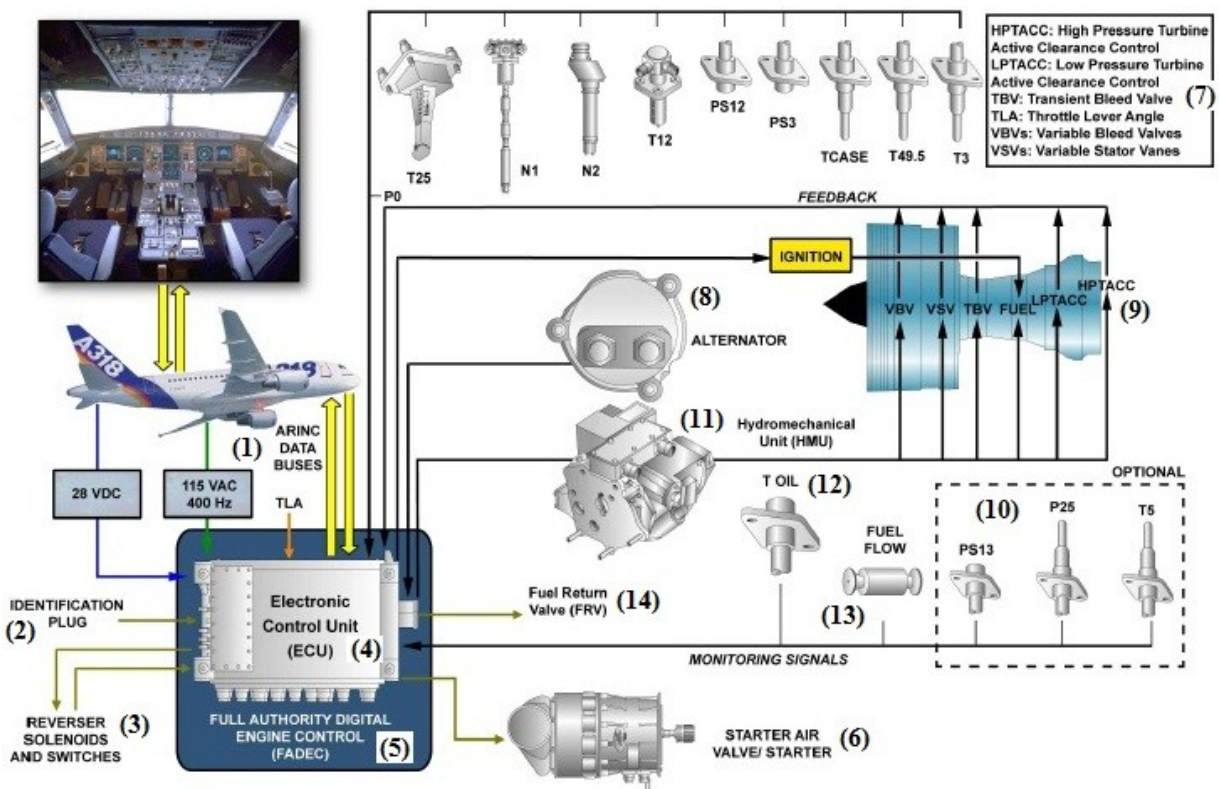 HPTACC: High Pressure Turbine
Active Clearance Control
LPTACC: Low Pressure Turbine
Active Clearance Control
TBV: Transient Bleed Valve
TLA: Throttle Lever Angle
VBVs: Variable Bleed Valves
VSVs: Variable Stator Vanes
(7)
T25
N1
N2
T12
PS12
PS3
TCASE
T49.5
T3
P0
FEEDBACK
IGNITION
(8)
ALTERNATOR
VBV
VSV
TBV
FUEL
LPTACC
HPTACC
(9)
A318
(1)
ARINC
DATA
BUSES
28 VDC
115 VAC
400 Hz
TLA
(11)
Hydromechanical
Unit (HMU)
T OIL
(12)
FUEL
FLOW
(13)
OPTIONAL
(10)
PS13
P25
T5
IDENTIFICATION
PLUG
(2)
Electronic
Control Unit
(ECU)
(4)
Fuel Return
Valve (FRV)
(14)
MONITORING SIGNALS
REVERSER
SOLENOIDS
AND SWITCHES
(3)
FULL AUTHORITY DIGITAL
ENGINE CONTROL
(FADEC)
(5)
STARTER AIR
VALVE/ STARTER
(6)